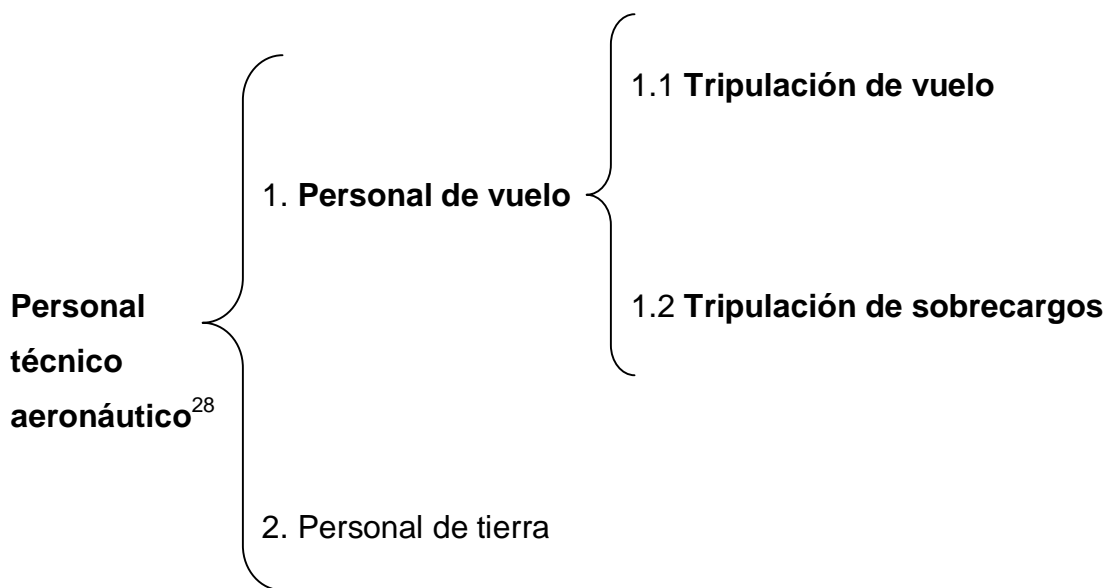 Personal
técnico
aeronáutico28
1. Personal de vuelo
1.1 Tripulación de vuelo
1.2 Tripulación de sobrecargos
2. Personal de tierra